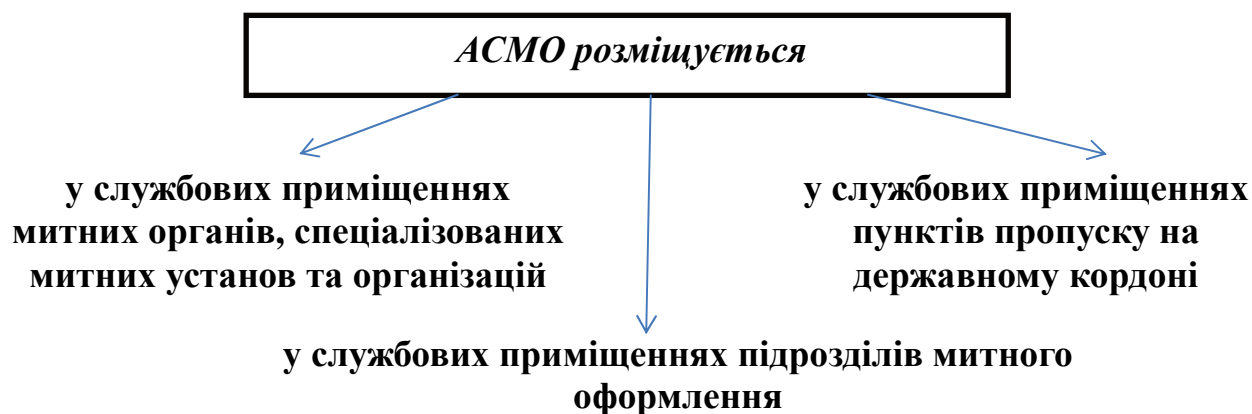 АСМО розміщується
у службових приміщеннях
митних органів, спеціалізованих
митних установ та організацій
у службових приміщеннях
пунктів пропуску на
державному кордоні
у службових приміщеннях підрозділів митного
оформлення